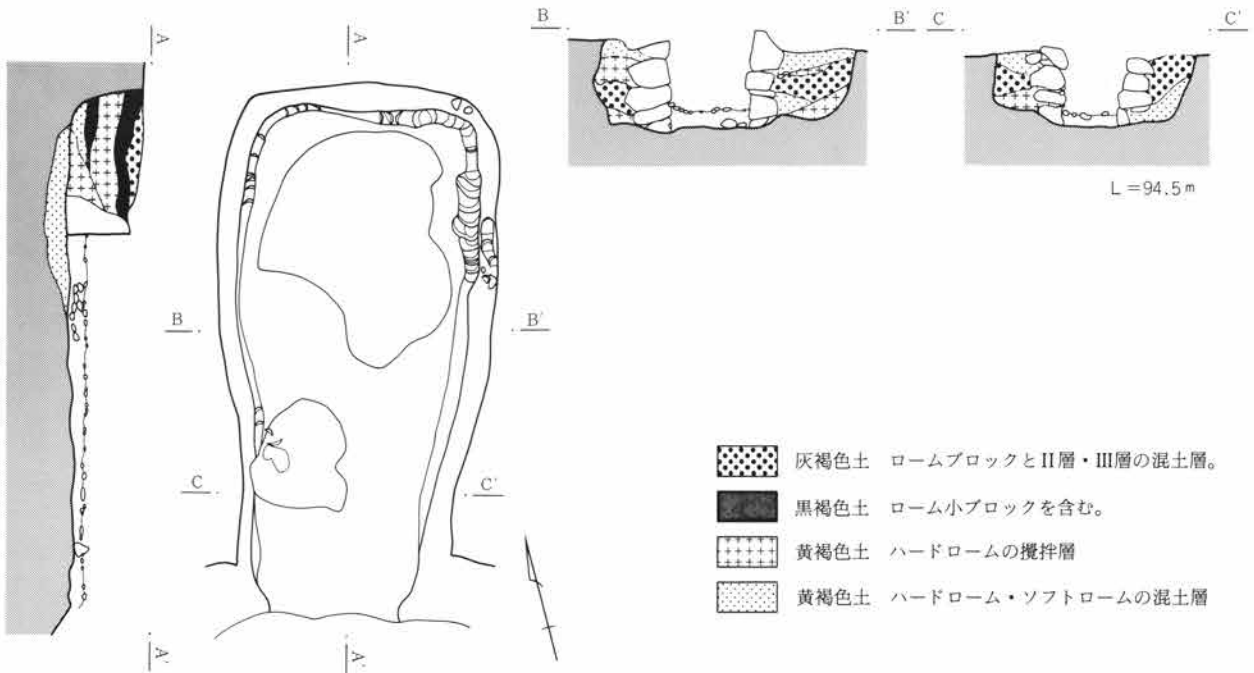 A
A
B
B'
C
C'
L=94.5m
B
B'
C
C'
A'
A'
灰褐色土 ロームブロックとII層・III層の混土層。
黒褐色土 ローム小ブロックを含む。
黄褐色土 ハードロームの攪拌層
黄褐色土 ハードローム・ソフトロームの混土層